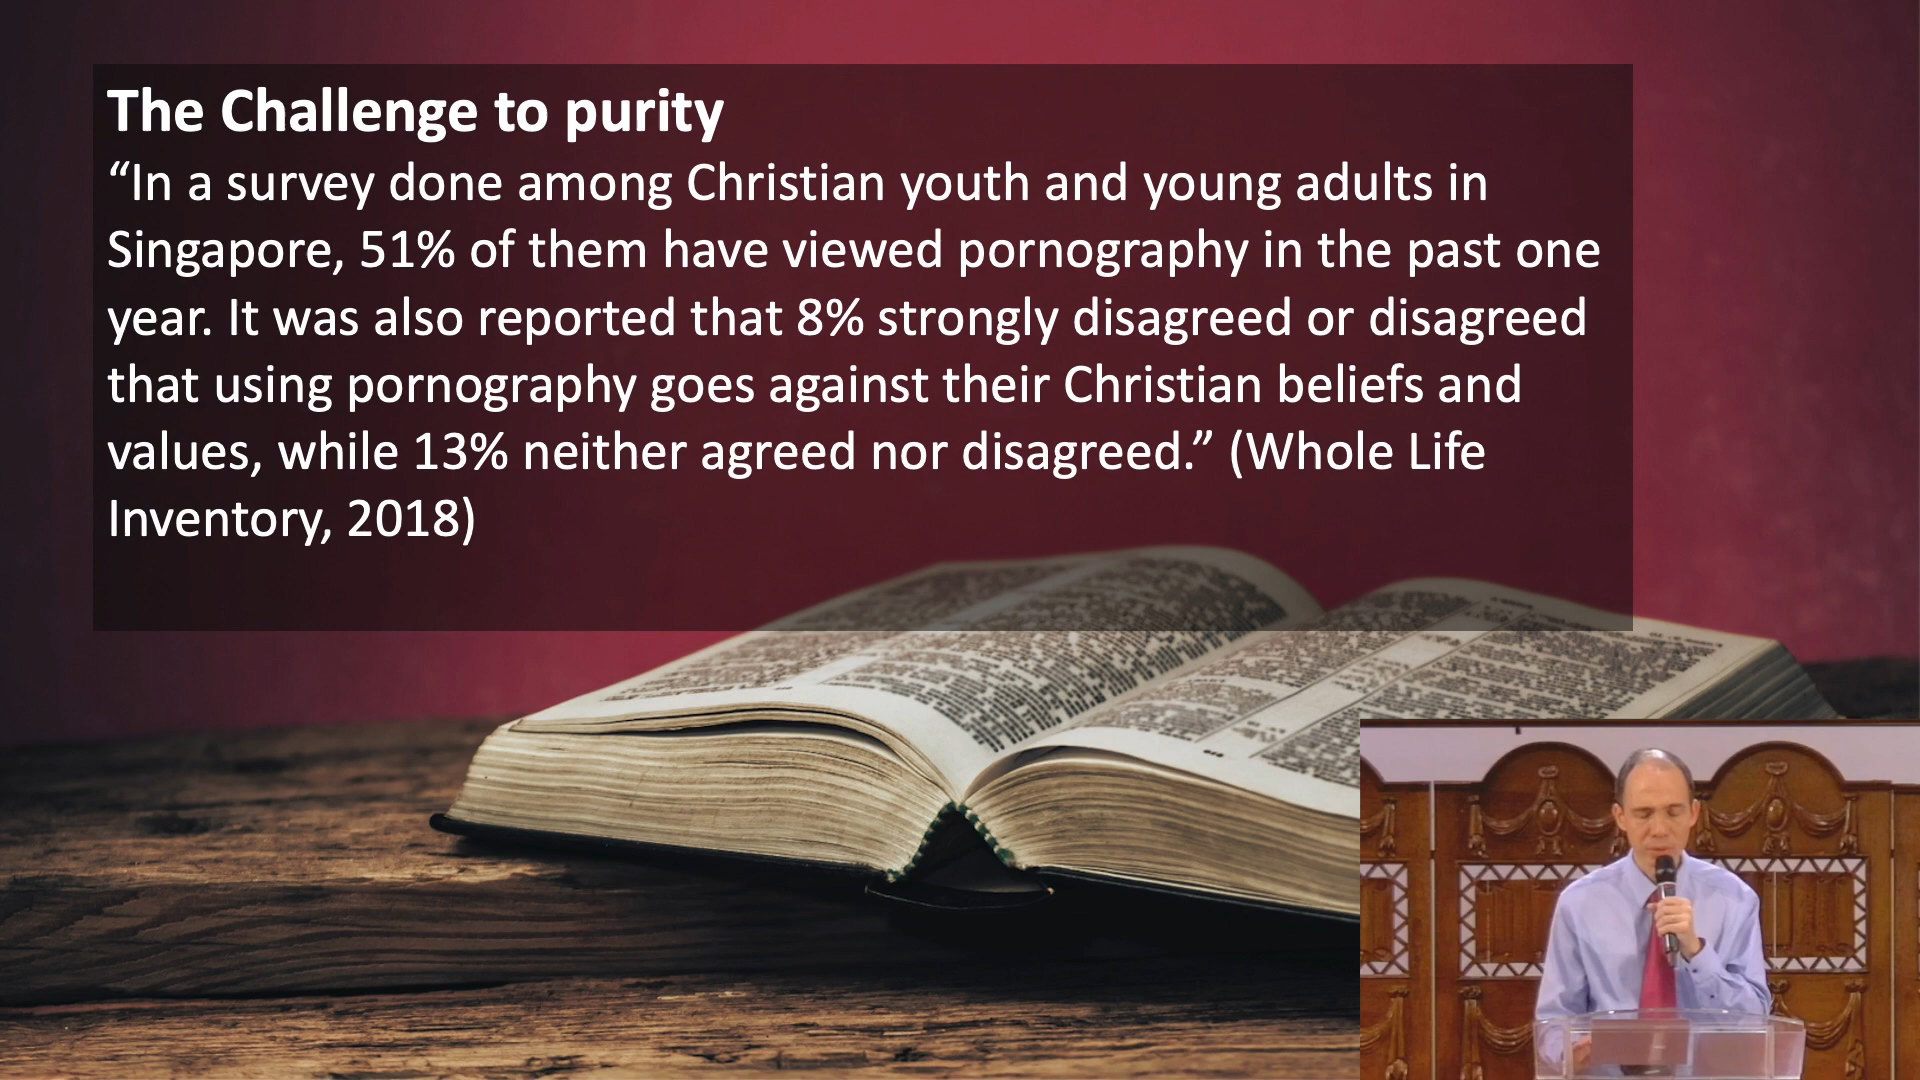 The Challenge to purity
“In a survey done among Christian youth and young adults in
Singapore, 51% of them have viewed pornography in the past one
year. It was also reported that 8% strongly disagreed or disagreed
that using pornography goes against their Christian beliefs and
values, while 13% neither agreed nor disagreed.” (Whole Life
Inventory, 2018)